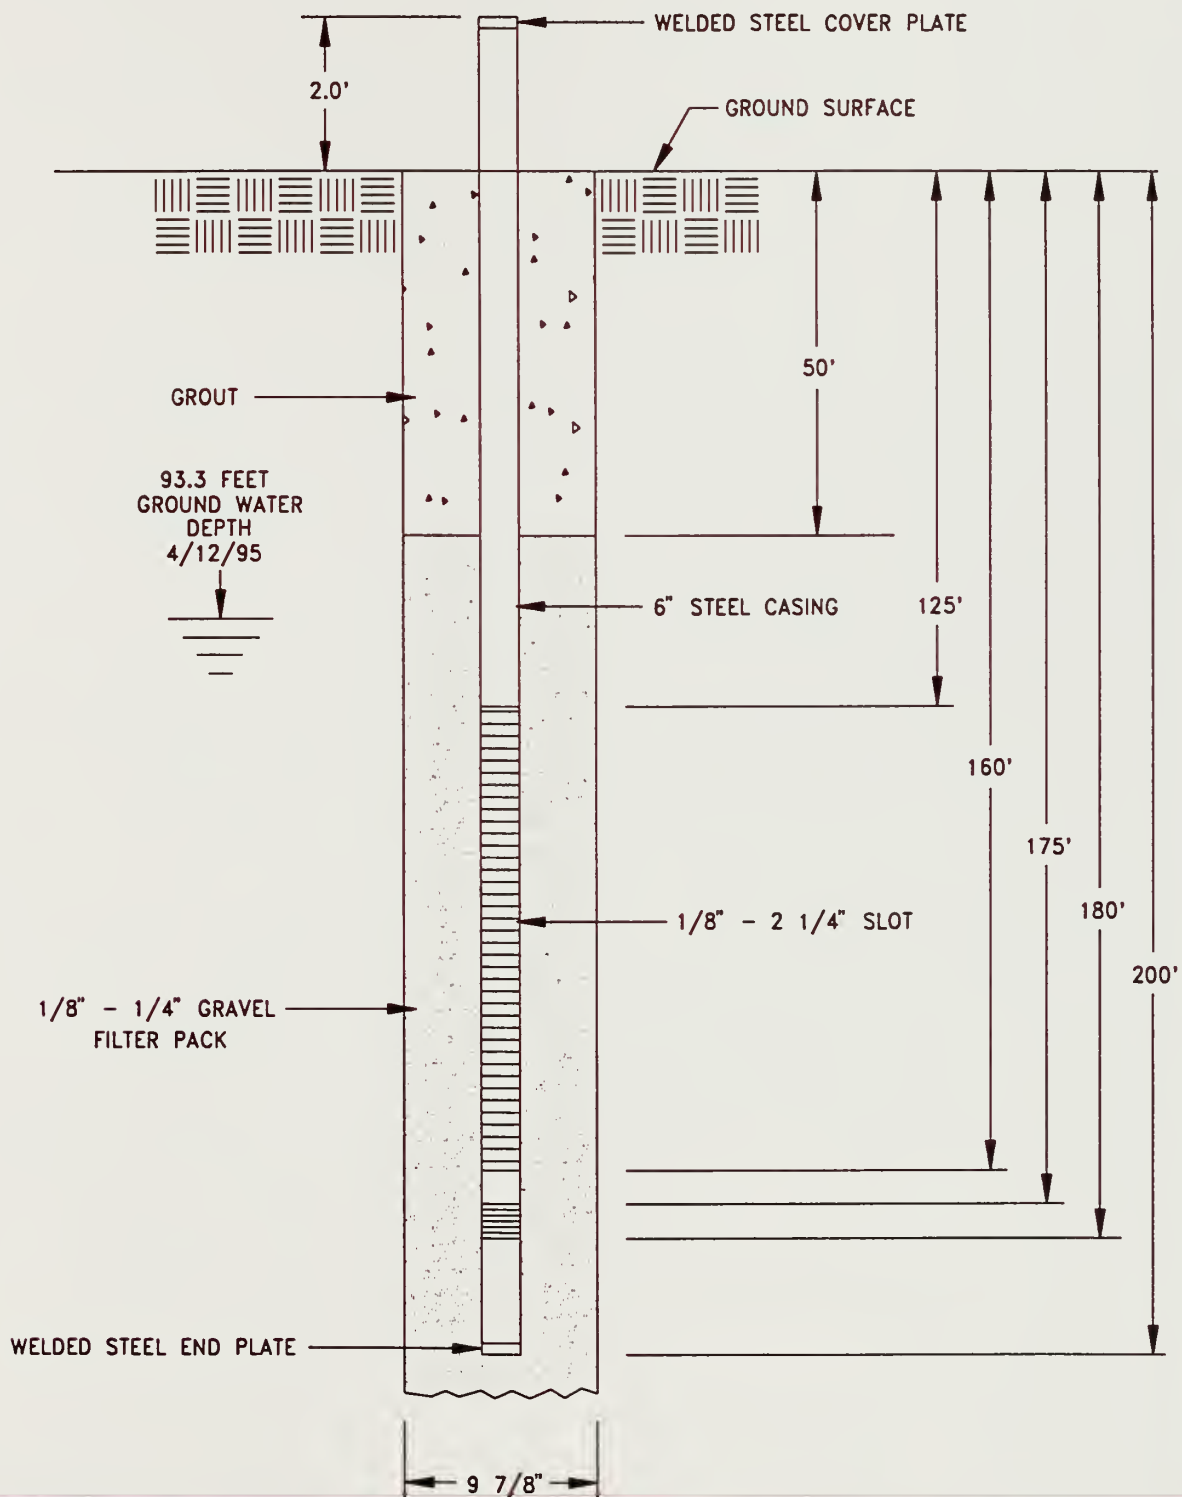 WELDED STEEL COVER PLATE
2.0'
GROUND SURFACE
50'
GROUT
93.3 FEET
GROUND WATER
DEPTH
4/12/95
6" STEEL CASING
125'
160'
175'
1/8" - 2 1/4" SLOT
180'
200'
1/8" - 1/4" GRAVEL
FILTER PACK
WELDED STEEL END PLATE
9 7/8"